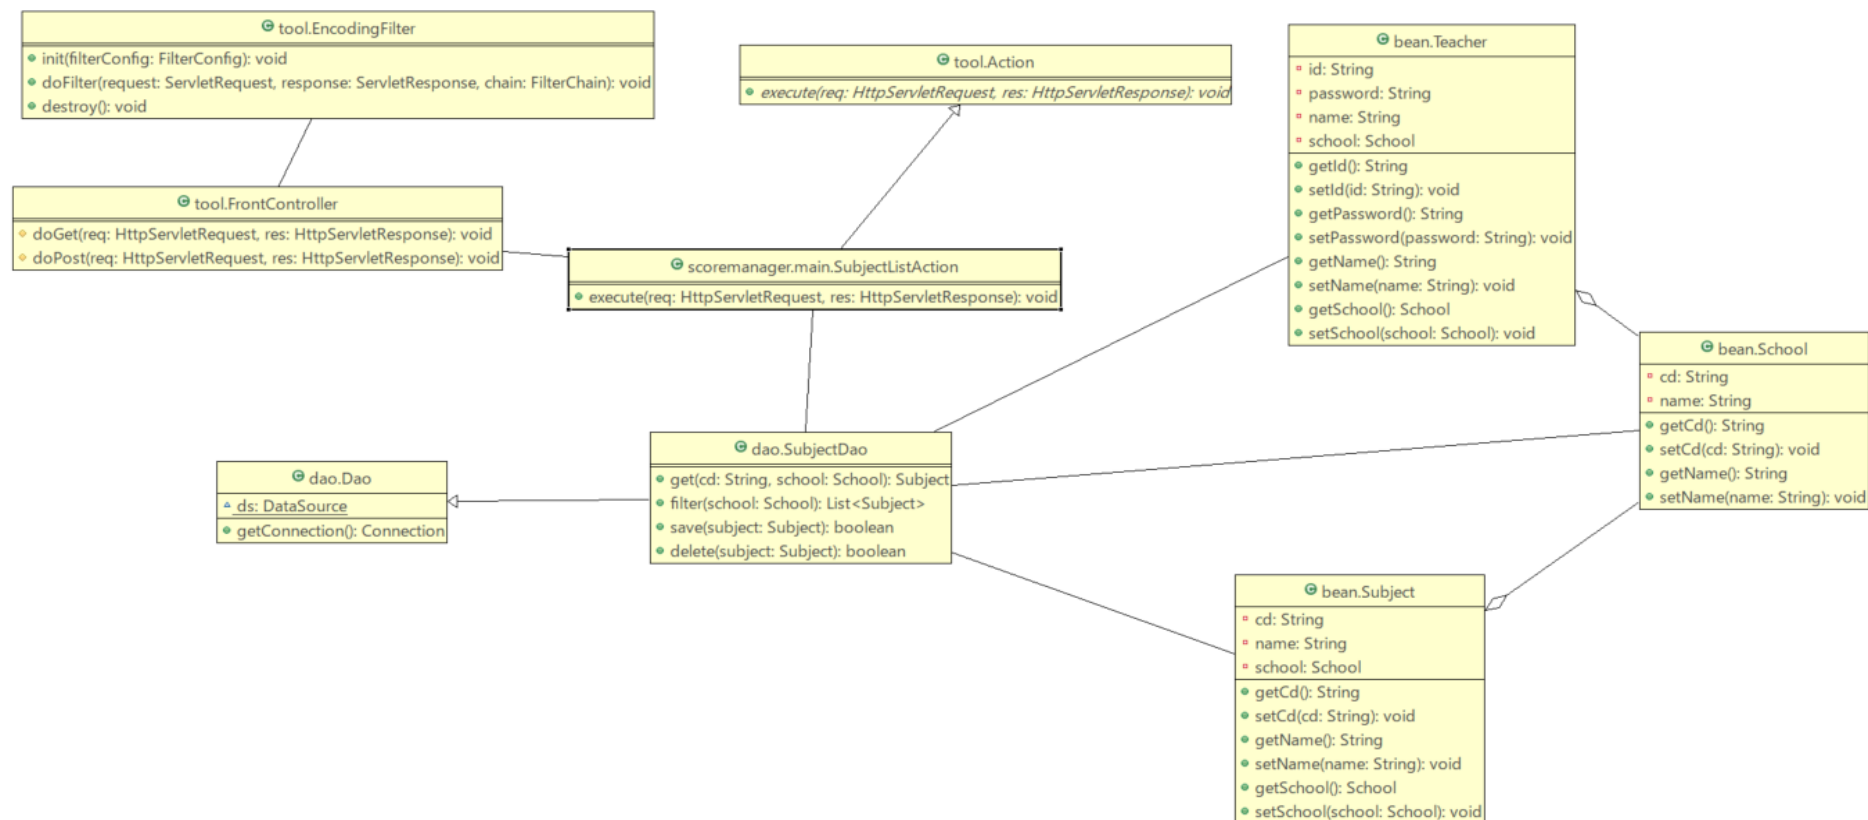 tool.EncodingFilter
init(filterConfig: FilterConfig): void
doFilter(request: ServletRequest, response: ServletResponse, chain: FilterChain): void
destroy(): void
tool.Action
execute(req: HttpServletRequest, res: HttpServletResponse): void
bean.Teacher
id: String
password: String
name: String
school: School
getId(): String
setId(id: String): void
getPassword(): String
setPassword(password: String): void
getName(): String
setName(name: String): void
getSchool(): School
setSchool(school: School): void
tool.FrontController
doGet(req: HttpServletRequest, res: HttpServletResponse): void
doPost(req: HttpServletRequest, res: HttpServletResponse): void
scoremanager.main.SubjectListAction
execute(req: HttpServletRequest, res: HttpServletResponse): void
bean.School
cd: String
name: String
getCd(): String
setCd(cd: String): void
getName(): String
setName(name: String): void
dao.Dao
ds: DataSource
getConnection(): Connection
dao.SubjectDao
get(cd: String, school: School): Subject
filter(school: School): List<Subject>
save(subject: Subject): boolean
delete(subject: Subject): boolean
bean.Subject
cd: String
name: String
school: School
getCd(): String
setCd(cd: String): void
getName(): String
setName(name: String): void
getSchool(): School
setSchool(school: School): void